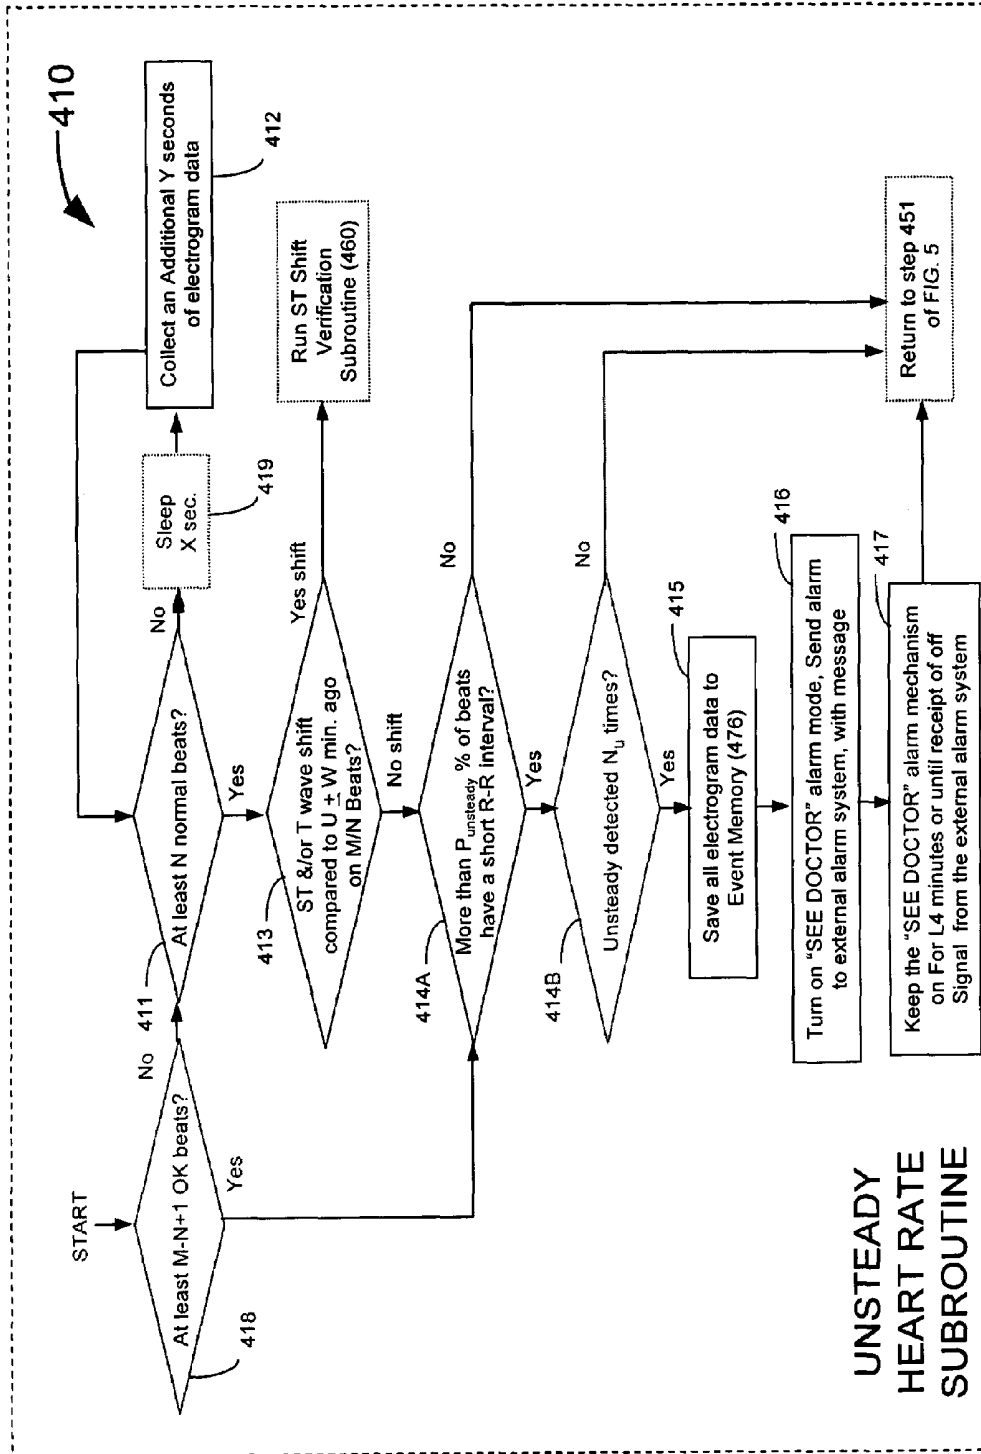 410
START
At least M-N+1 OK beats?
418
No
Yes
411
At least N normal beats?
No
Yes
Sleep
X sec.
419
Collect an Additional Y seconds
of electrogram data
412
413
ST &/or T wave shift
compared to U ± W min. ago
on M/N Beats?
Yes shift
No shift
Run ST Shift
Verification
Subroutine (460)
414A
More than Punsteady % of beats
have a short R-R interval?
No
Yes
414B
Unsteady detected Nu times?
No
Yes
415
Save all electrogram data to
Event Memory (476)
416
Turn on "SEE DOCTOR" alarm mode, Send alarm
to external alarm system, with message
417
Keep the "SEE DOCTOR" alarm mechanism
on For L4 minutes or until receipt of off
Signal from the external alarm system
Return to step 451
of FIG. 5
UNSTEADY
HEART RATE
SUBROUTINE